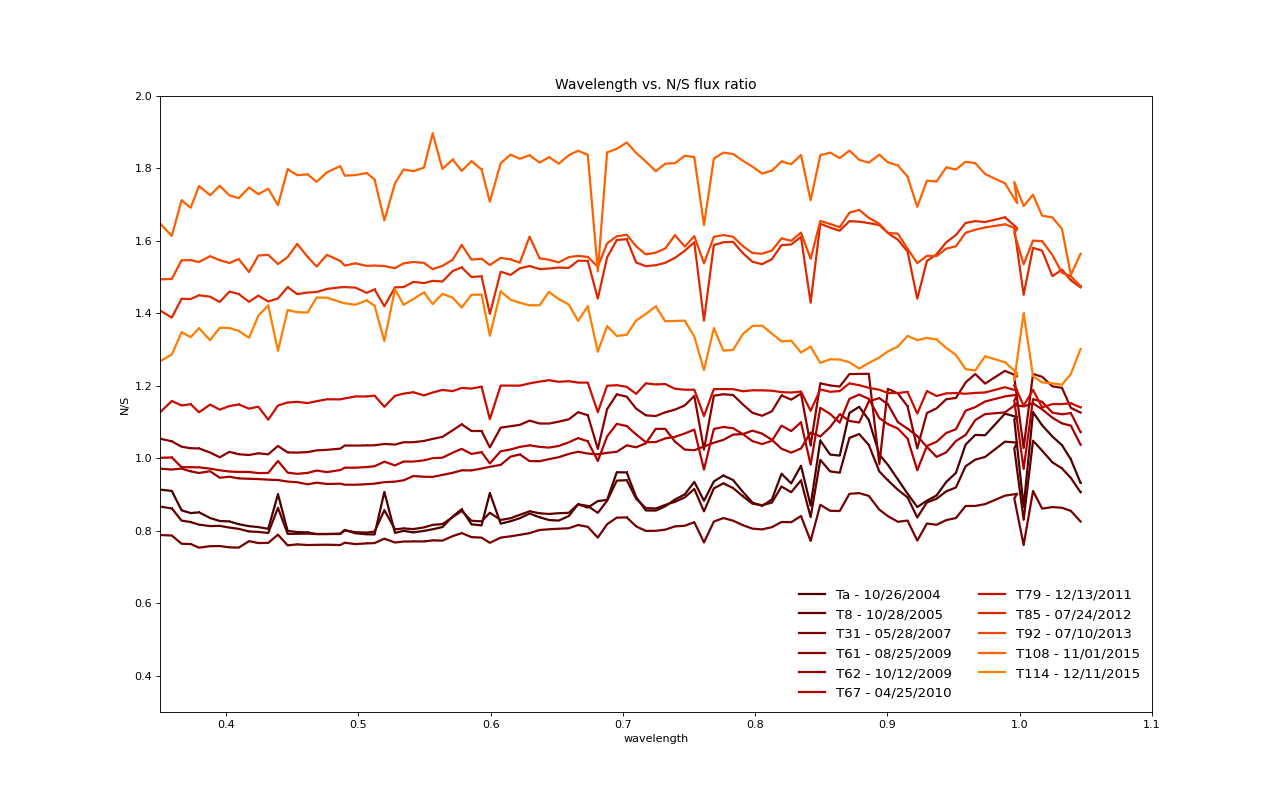 Wavelength vs. N/S flux ratio
2.0
1.8
1.6
1.4
1.2
1.0
0.8
0.6
0.4
N/S
Ta - 10/26/2004
T8 - 10/28/2005
T31 - 05/28/2007
T61 - 08/25/2009
T62 - 10/12/2009
T67 - 04/25/2010
T79 - 12/13/2011
T85 - 07/24/2012
T92 - 07/10/2013
T108 - 11/01/2015
T114 - 12/11/2015
0.4 0.5 0.6 0.7 0.8 0.9 1.0 1.1
wavelength